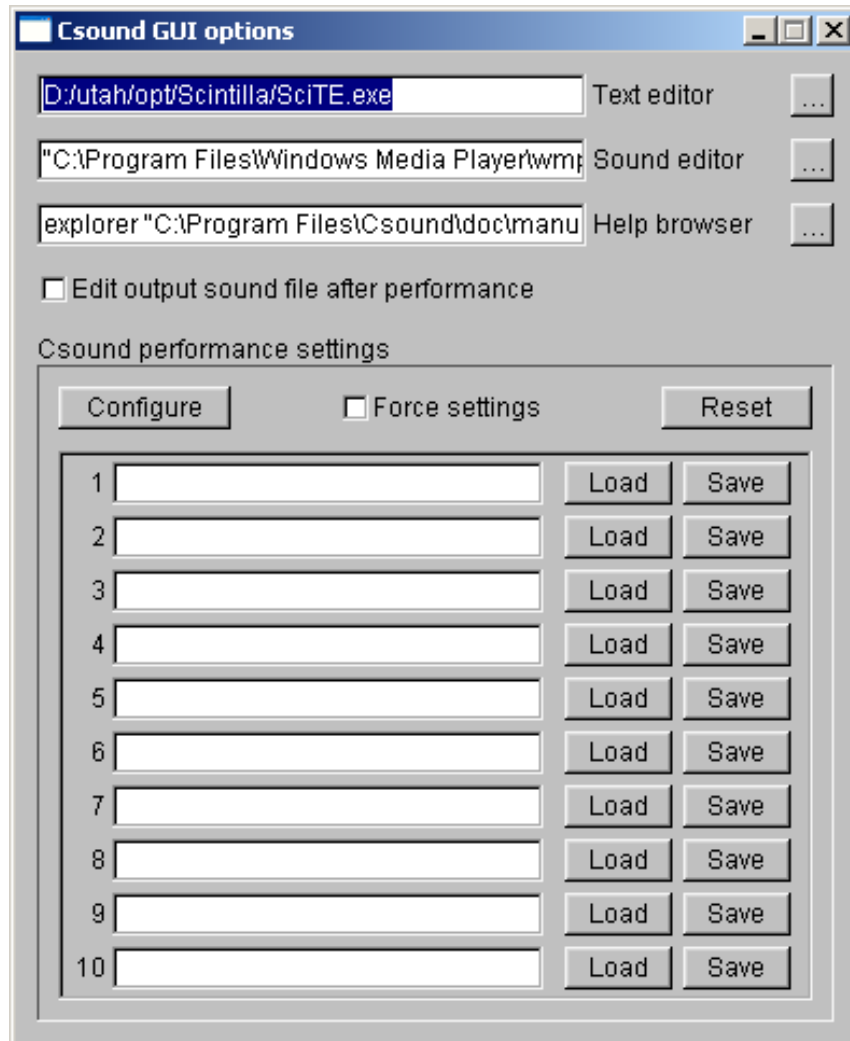 Csound GUI options
D:/utah/opt/Scintilla/SciTE.exe Text editor ...
"C:\Program Files\Windows Media Player\wmp Sound editor ...
explorer "C:\Program Files\Csound\doc\manu Help browser ...
Edit output sound file after performance
Csound performance settings
Configure Force settings Reset
1 Load Save
2 Load Save
3 Load Save
4 Load Save
5 Load Save
6 Load Save
7 Load Save
8 Load Save
9 Load Save
10 Load Save